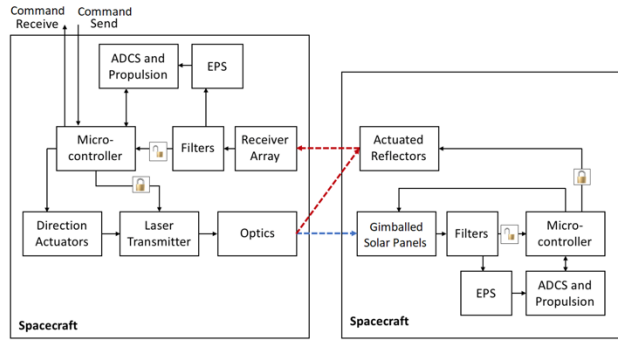 Command
Receive
Command
Send
ADCS and
Propulsion
EPS
Micro-
controller
Filters
Receiver
Array
Direction
Actuators
Laser
Transmitter
Optics
Spacecraft
Actuated
Reflectors
Gimballed
Solar Panels
Filters
Micro-
controller
EPS
ADCS and
Propulsion
Spacecraft